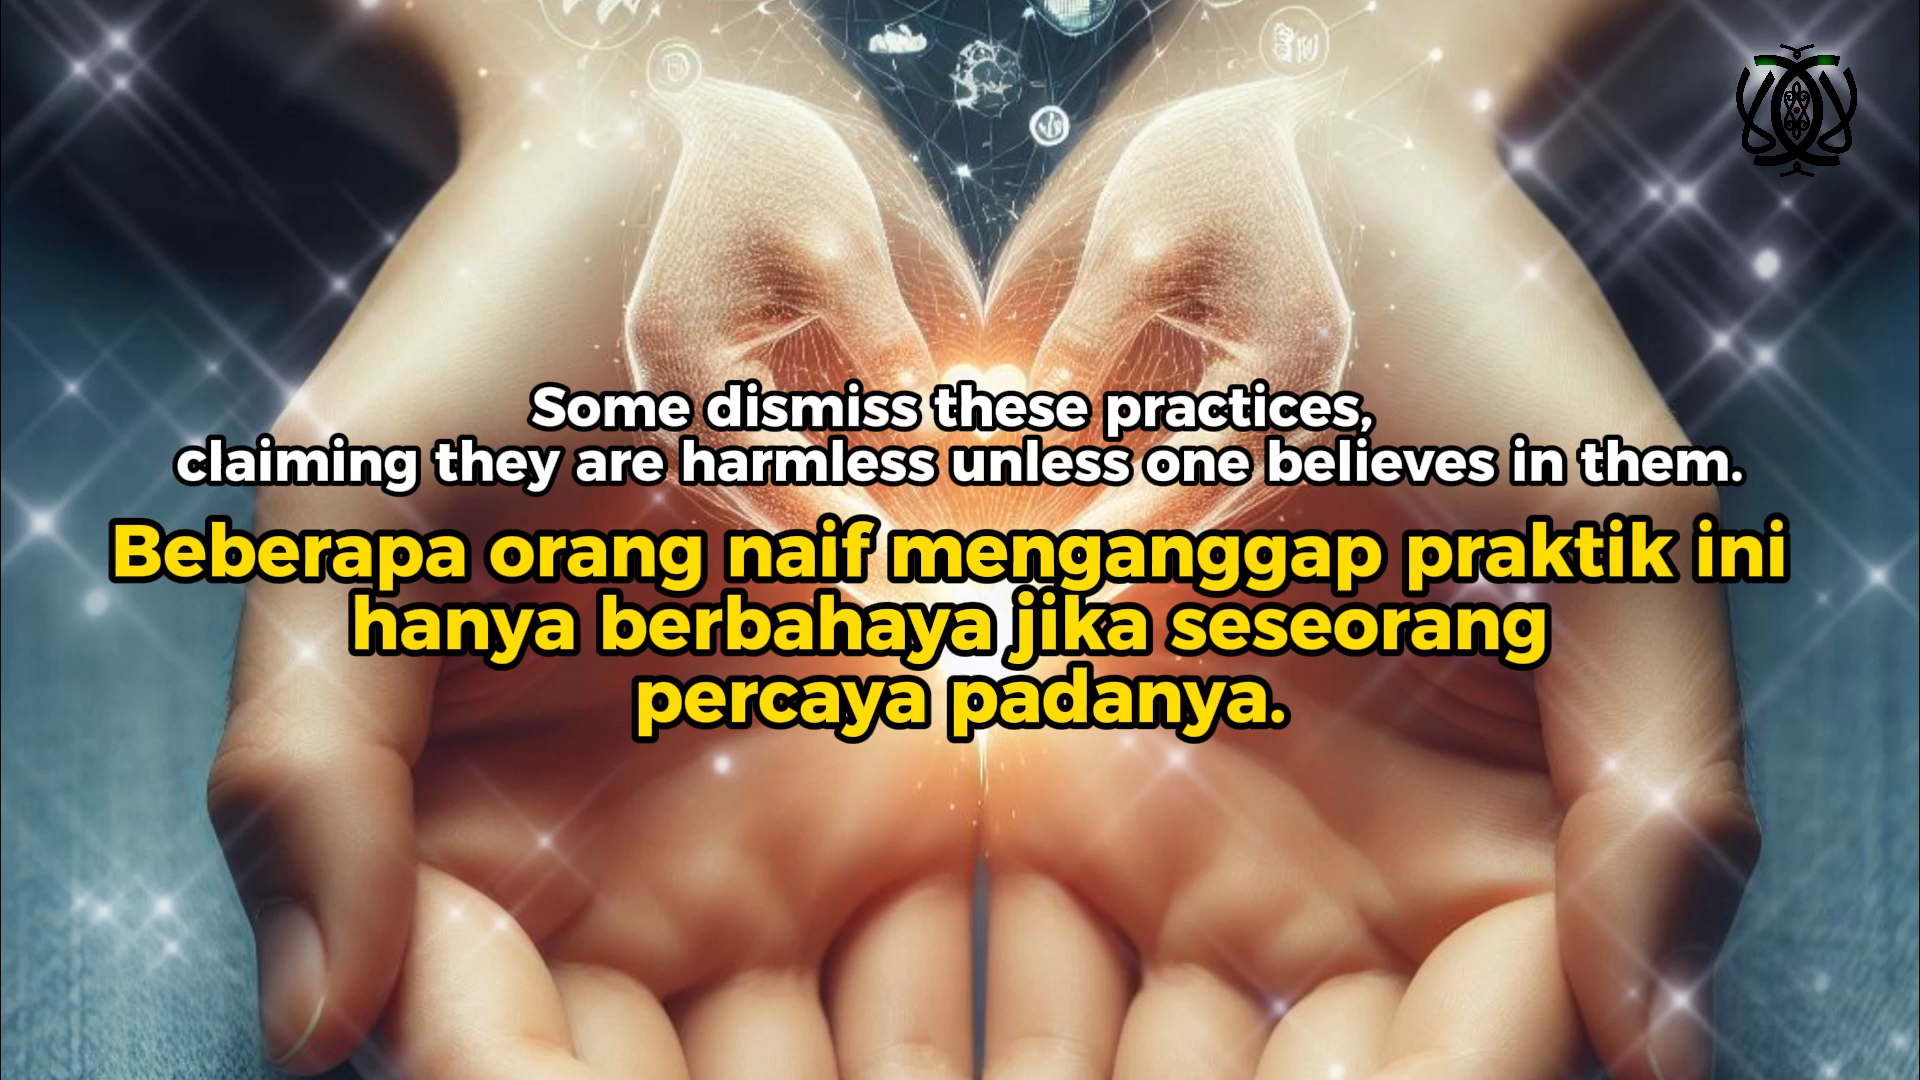 Some dismiss these practices,
claiming they are harmless unless one believes in them.
Beberapa orang naif menganggap praktik ini
hanya berbahaya jika seseorang
percaya padanya.